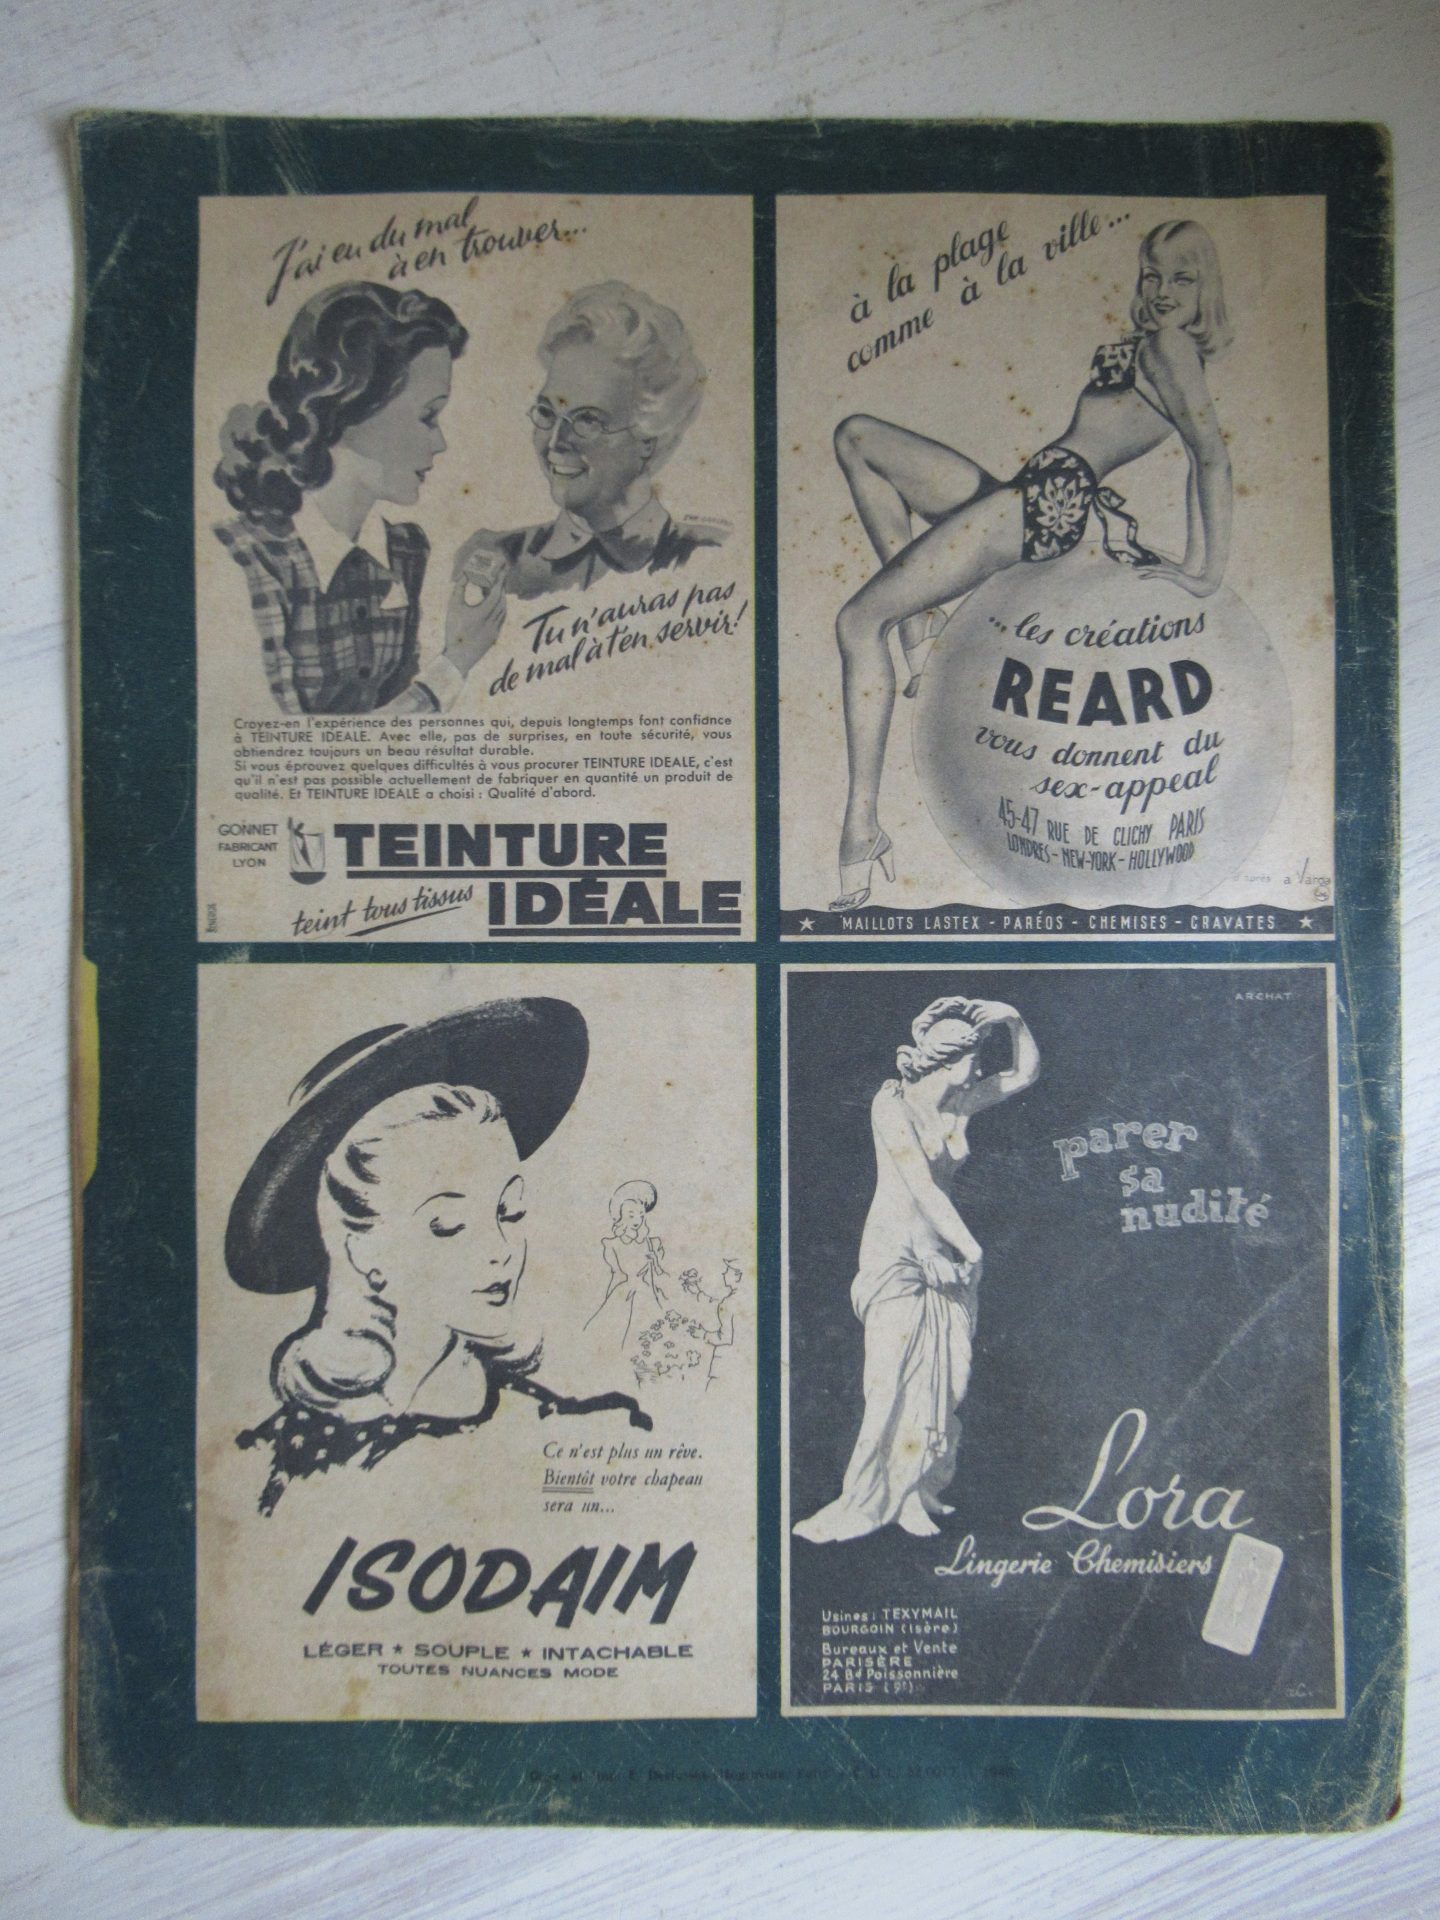 J'ai eu du mal
à en trouver...
Tu n'auras pas
de mal à t'en servir!
Croyez-en l'expérience des personnes qui, depuis longtemps font confiance
à TEINTURE IDEALE. Avec elle, pas de surprises, en toute sécurité, vous
obtiendrez toujours un beau résultat durable.
Si vous éprouvez quelques difficultés à vous procurer TEINTURE IDEALE, c'est
qu'il n'est pas possible actuellement de fabriquer en quantité un produit de
qualité. Et TEINTURE IDEALE a choisi : Qualité d'abord.
GONNET
FABRICANT
LYON
TEINTURE
teint tous tissus
IDÉALE
à la plage
comme à la ville...
...les créations
REARD
vous donnent du
sex-appeal
45-47 RUE DE CLICHY PARIS
LONDRES - NEW-YORK - HOLLYWOOD
d'après a Varga
★ MAILLOTS LASTEX - PARÉOS - CHEMISES - CRAVATES ★
Ce n'est plus un rêve.
Bientôt votre chapeau
sera un...
ISODAIM
LÉGER ★ SOUPLE ★ INTACHABLE
TOUTES NUANCES MODE
ARCHAT
parer
sa
nudité
Lora
Lingerie Chemisiers
Usines : TEXYMAIL
BOURGOIN (Isère)
Bureaux et Vente
PARISÈRE
24 Bd Poissonnière
PARIS (9e)